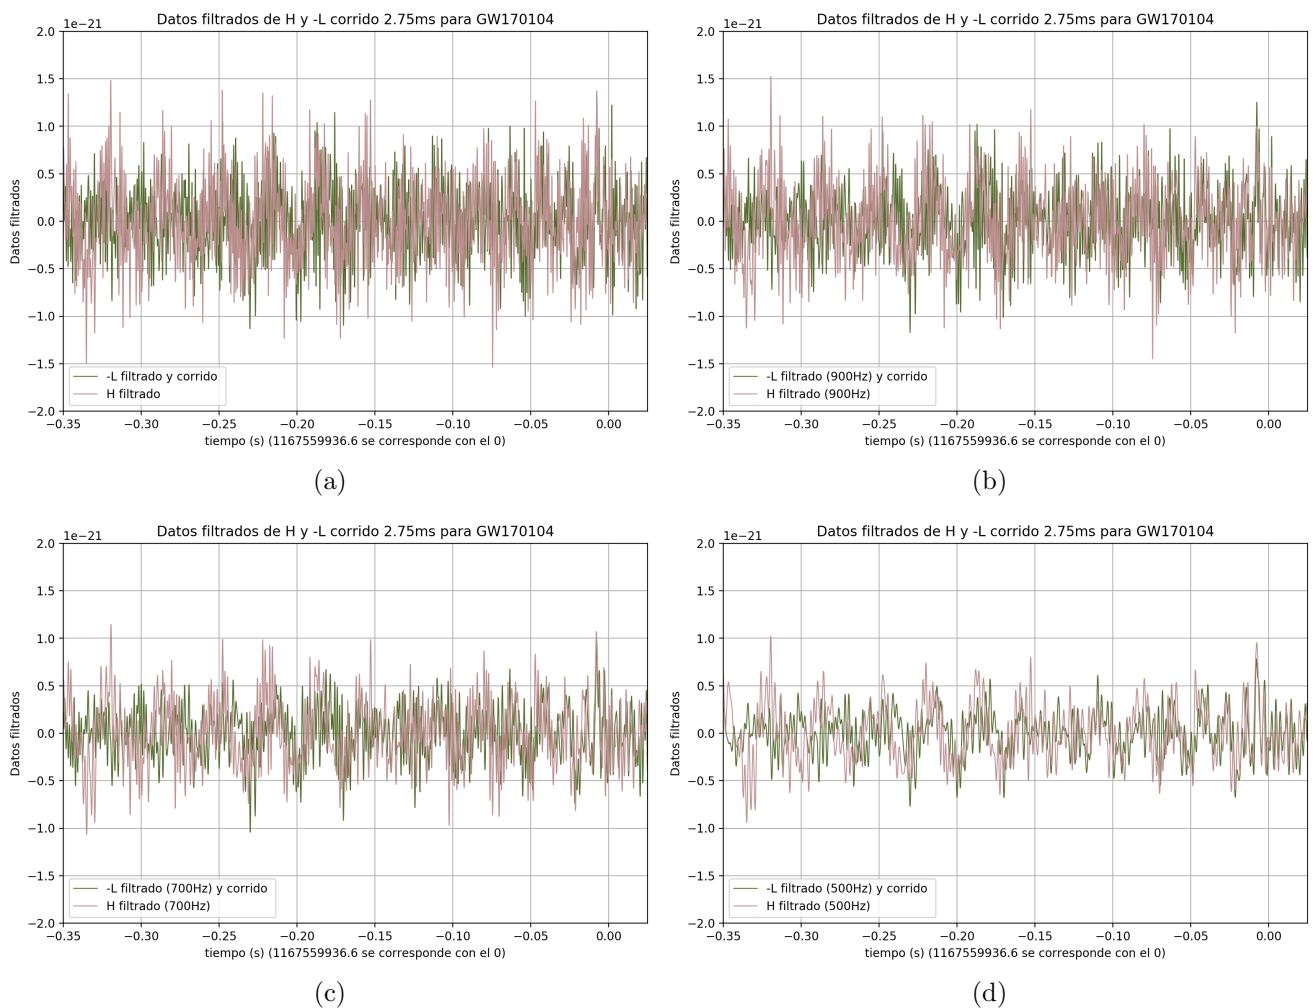 Datos filtrados de H y -L corrido 2.75ms para GW170104
1e−21
2.0
1.5
1.0
0.5
0.0
−0.5
−1.0
−1.5
−2.0
Datos filtrados
-L filtrado y corrido
H filtrado
−0.35 −0.30 −0.25 −0.20 −0.15 −0.10 −0.05 0.00
tiempo (s) (1167559936.6 se corresponde con el 0)
(a)
Datos filtrados de H y -L corrido 2.75ms para GW170104
1e−21
2.0
1.5
1.0
0.5
0.0
−0.5
−1.0
−1.5
−2.0
Datos filtrados
-L filtrado (900Hz) y corrido
H filtrado (900Hz)
−0.35 −0.30 −0.25 −0.20 −0.15 −0.10 −0.05 0.00
tiempo (s) (1167559936.6 se corresponde con el 0)
(b)
Datos filtrados de H y -L corrido 2.75ms para GW170104
1e−21
2.0
1.5
1.0
0.5
0.0
−0.5
−1.0
−1.5
−2.0
Datos filtrados
-L filtrado (700Hz) y corrido
H filtrado (700Hz)
−0.35 −0.30 −0.25 −0.20 −0.15 −0.10 −0.05 0.00
tiempo (s) (1167559936.6 se corresponde con el 0)
(c)
Datos filtrados de H y -L corrido 2.75ms para GW170104
1e−21
2.0
1.5
1.0
0.5
0.0
−0.5
−1.0
−1.5
−2.0
Datos filtrados
-L filtrado (500Hz) y corrido
H filtrado (500Hz)
−0.35 −0.30 −0.25 −0.20 −0.15 −0.10 −0.05 0.00
tiempo (s) (1167559936.6 se corresponde con el 0)
(d)